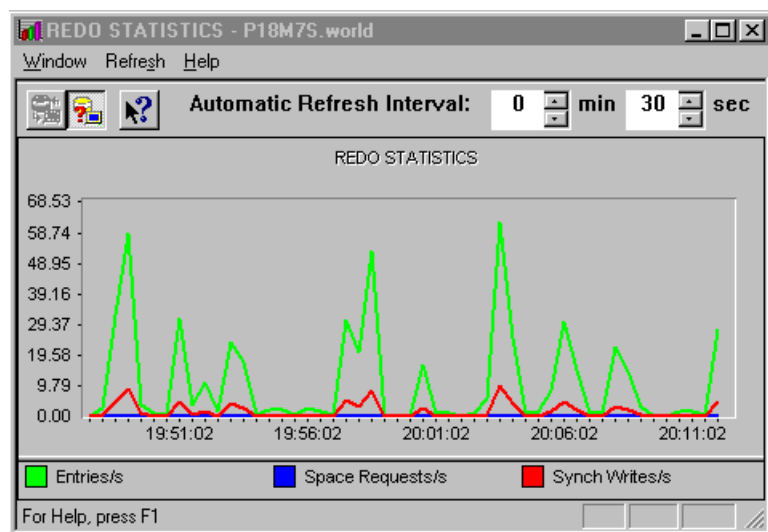 REDO STATISTICS - P18M7S.world
Window Refresh Help
Automatic Refresh Interval: 0 min 30 sec
REDO STATISTICS
68.53
58.74
48.95
39.16
29.37
19.58
9.79
0.00
19:51:02 19:56:02 20:01:02 20:06:02 20:11:02
Entries/s Space Requests/s Synch Writes/s
For Help, press F1